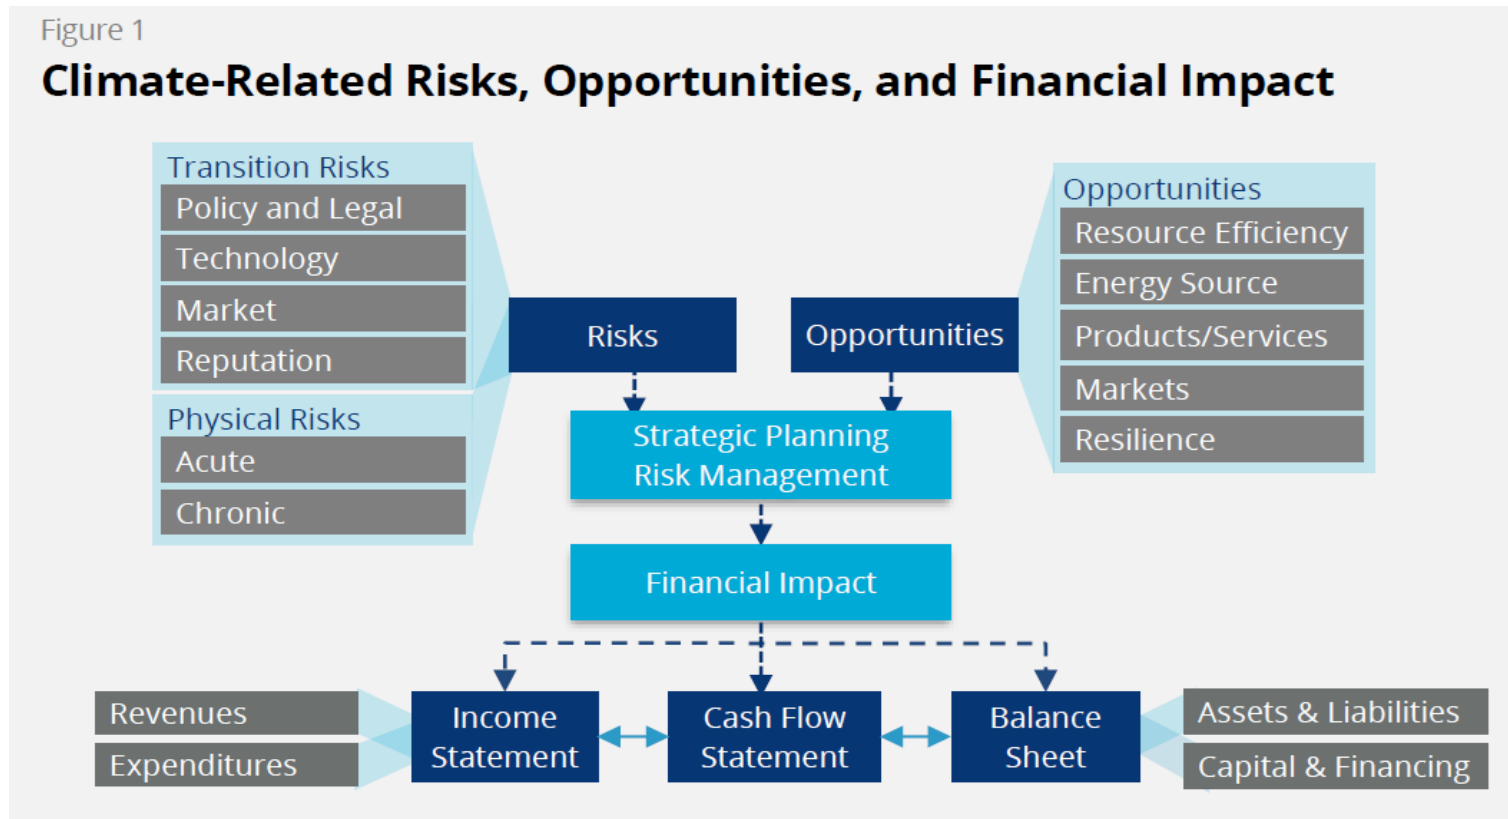 Figure 1
Climate-Related Risks, Opportunities, and Financial Impact
Transition Risks
Policy and Legal
Technology
Market
Reputation
Physical Risks
Acute
Chronic
Risks
Opportunities
Opportunities
Resource Efficiency
Energy Source
Products/Services
Markets
Resilience
Strategic Planning
Risk Management
Financial Impact
Revenues
Expenditures
Income
Statement
Cash Flow
Statement
Balance
Sheet
Assets & Liabilities
Capital & Financing